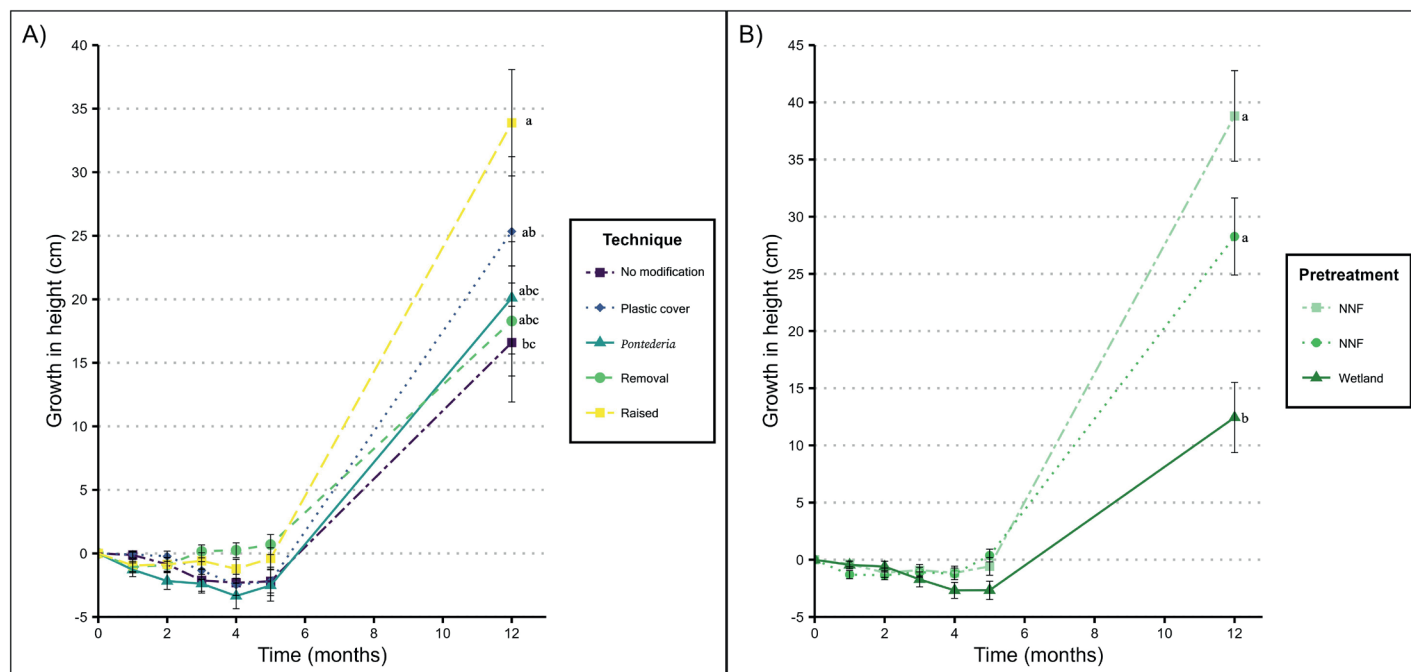 A)
40
35
30
25
20
15
10
5
0
-5
Growth in height (cm)
0 2 4 6 8 10 12
Time (months)
a
ab
abc
abc
bc
Technique
No modification
Plastic cover
Pontederia
Removal
Raised
B)
45
40
35
30
25
20
15
10
5
0
-5
Growth in height (cm)
0 2 4 6 8 10 12
Time (months)
a
a
b
Pretreatment
NNF
NNF
Wetland